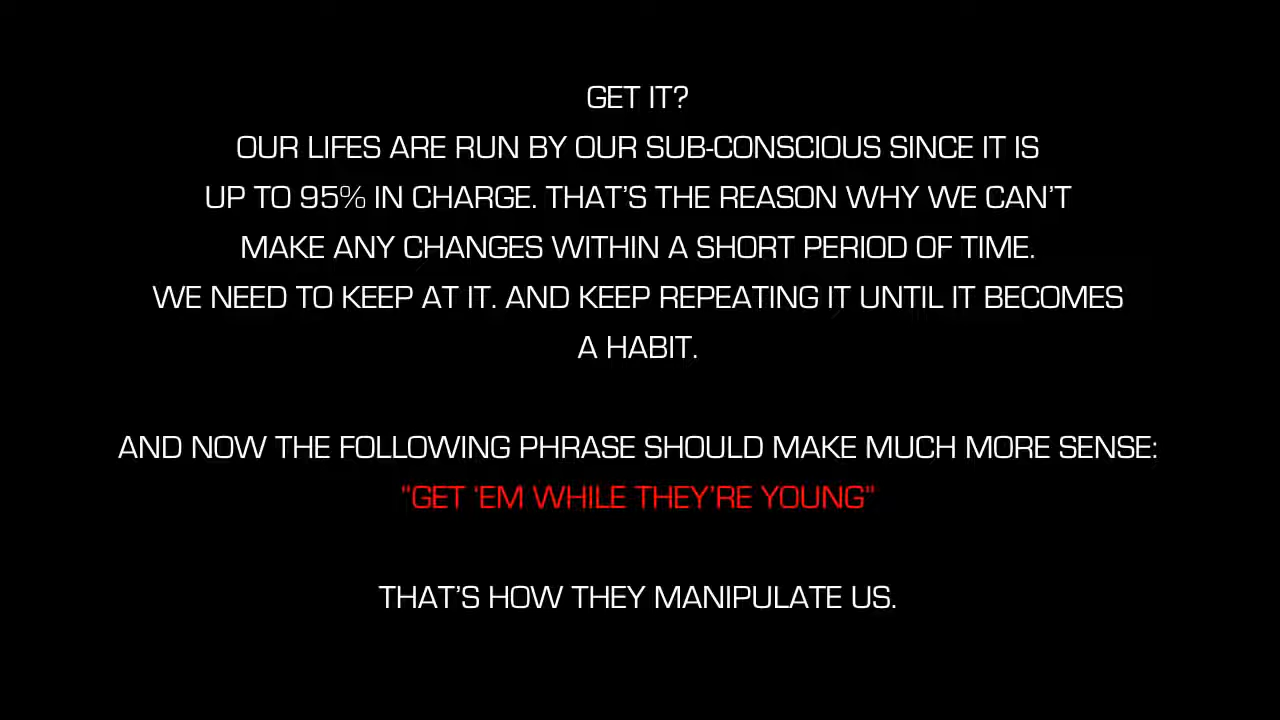 GET IT?
OUR LIFES ARE RUN BY OUR SUB-CONSCIOUS SINCE IT IS
UP TO 95% IN CHARGE. THAT’S THE REASON WHY WE CAN’T
MAKE ANY CHANGES WITHIN A SHORT PERIOD OF TIME.
WE NEED TO KEEP AT IT. AND KEEP REPEATING IT UNTIL IT BECOMES
A HABIT.
AND NOW THE FOLLOWING PHRASE SHOULD MAKE MUCH MORE SENSE:
"GET ‘EM WHILE THEY’RE YOUNG"
THAT’S HOW THEY MANIPULATE US.